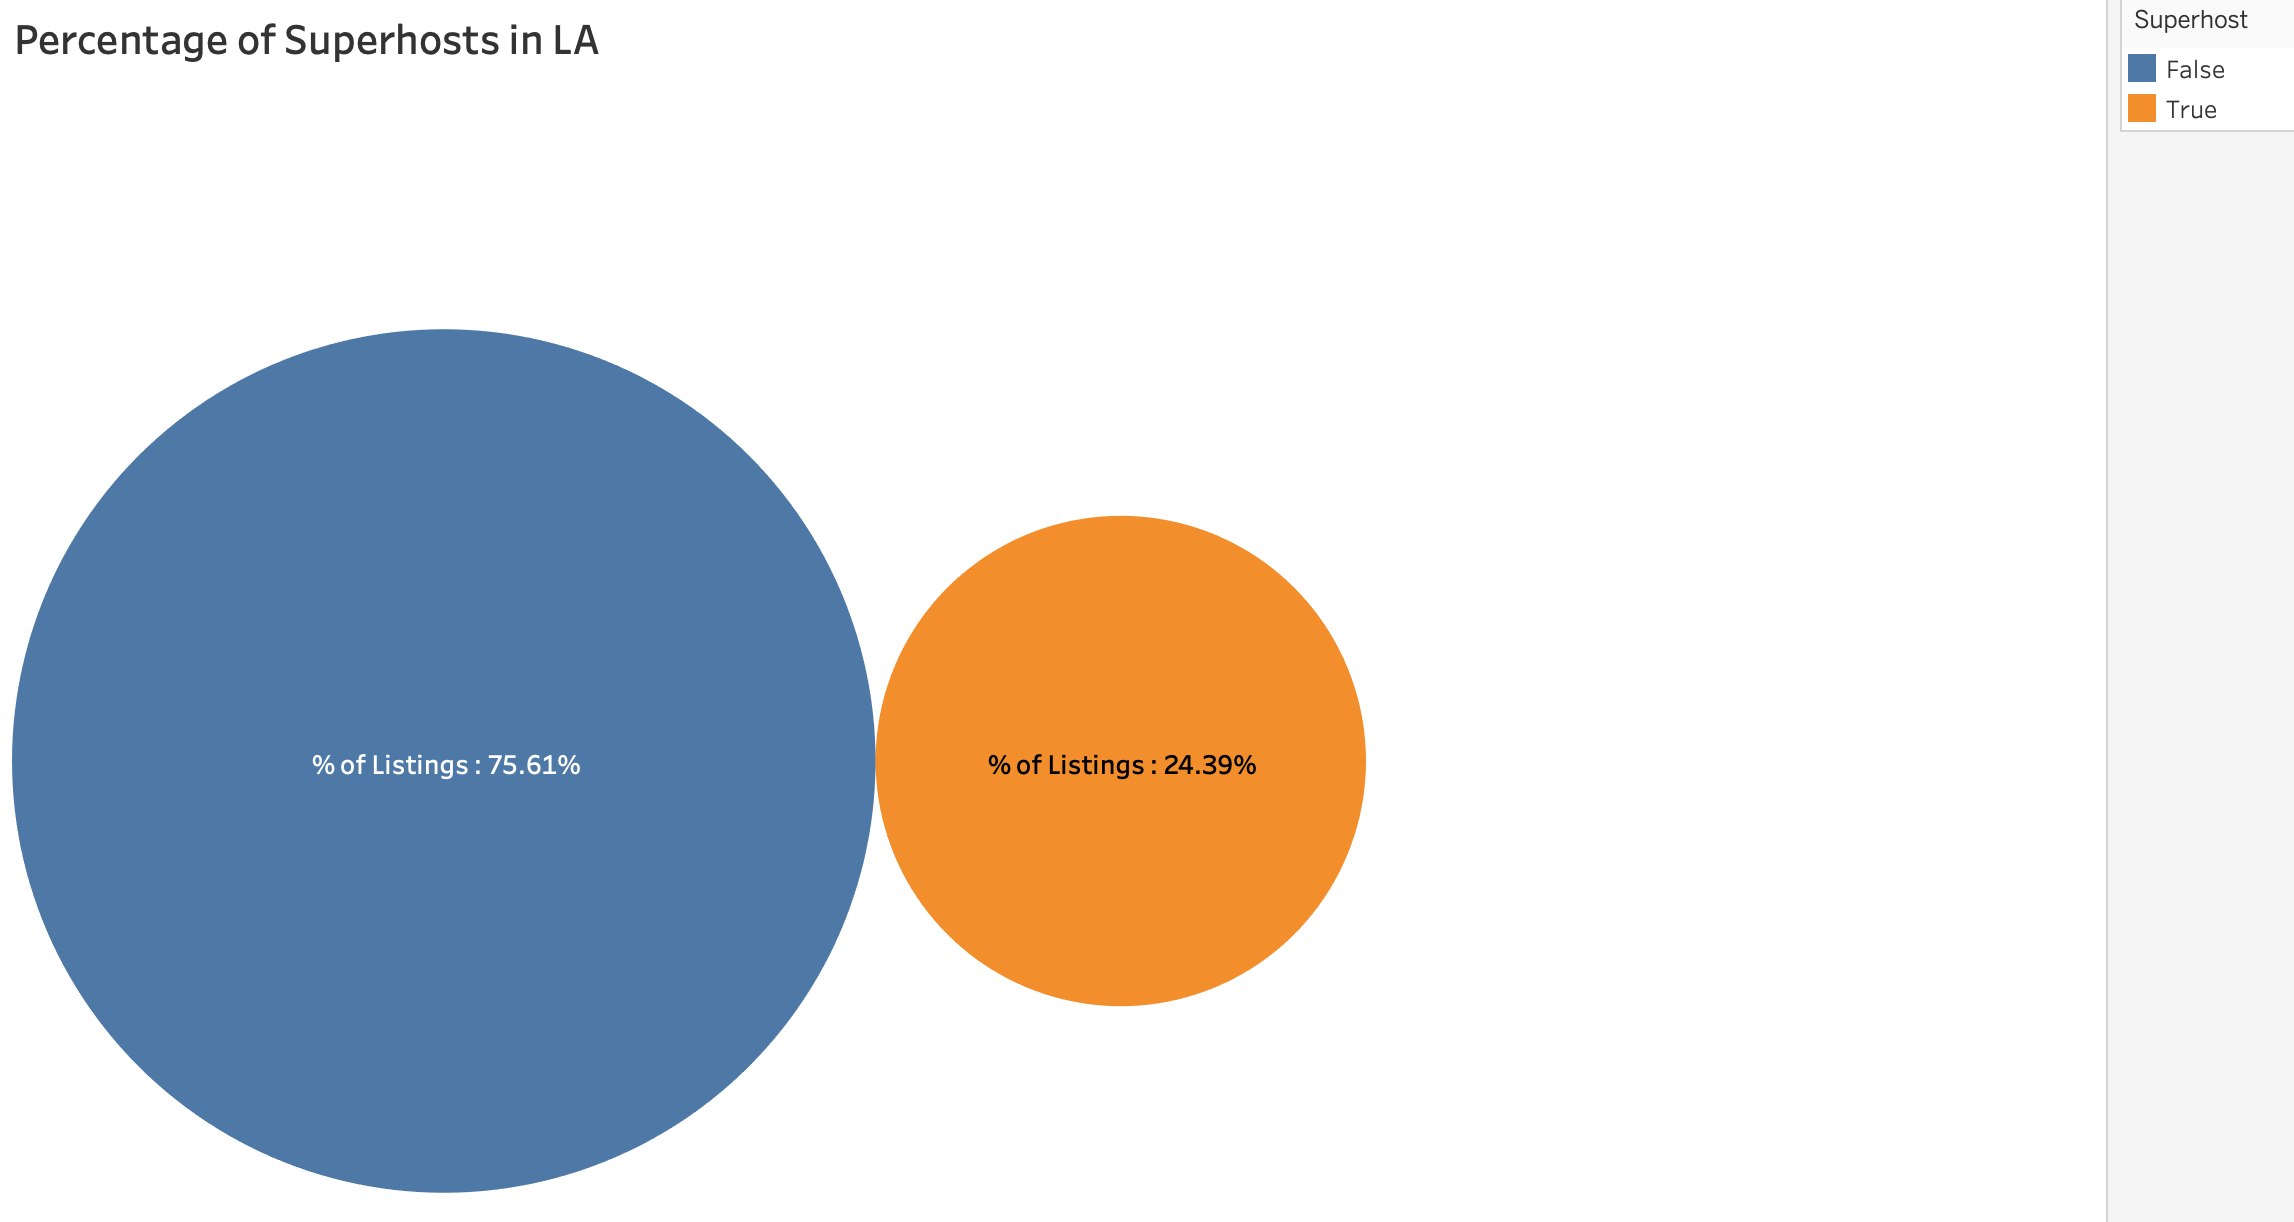 Percentage of Superhosts in LA
Superhost
False
True
% of Listings : 75.61%
% of Listings : 24.39%